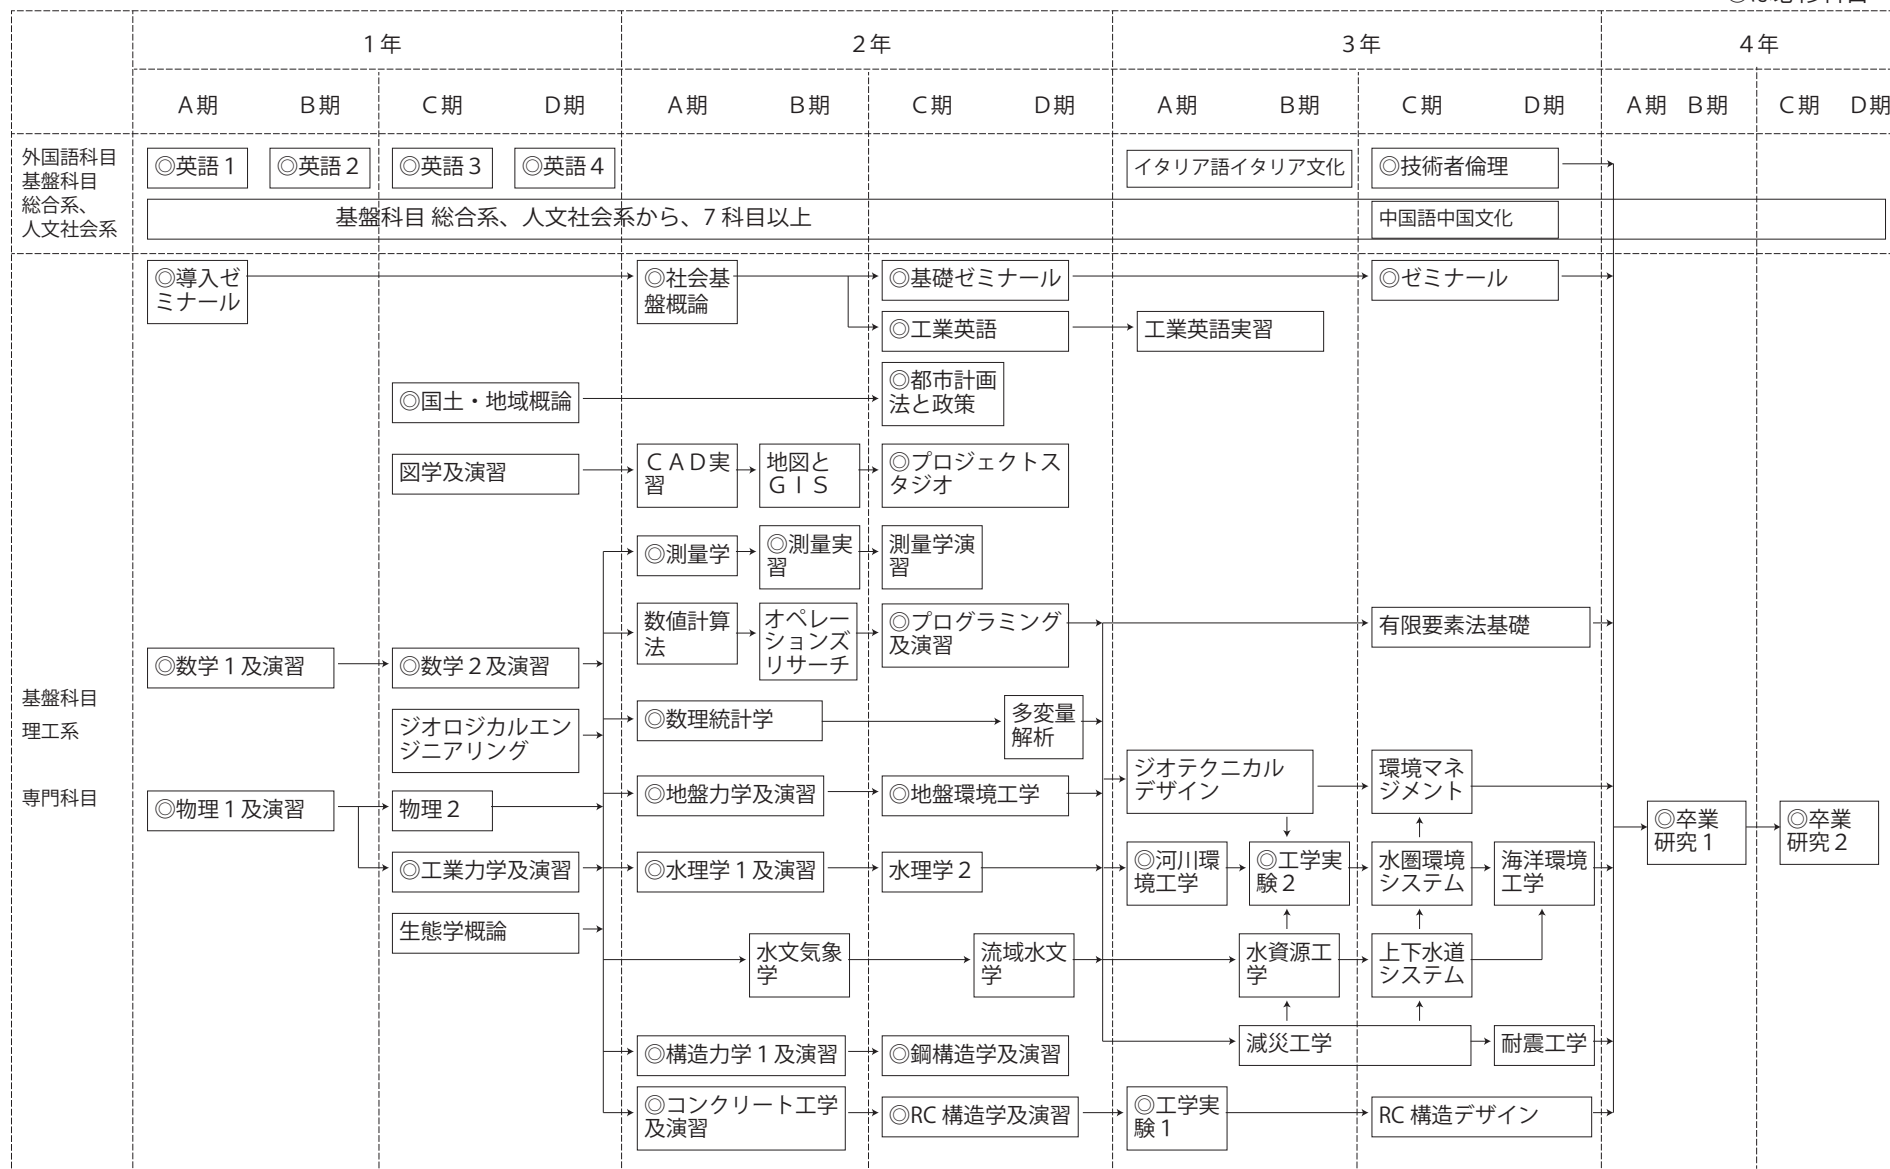 1年 2年 3年 4年
A期 B期 C期 D期 A期 B期 C期 D期 A期 B期 C期 D期 A期 B期 C期 D期
外国語科目
基盤科目
総合系、
人文社会系
◎英語1 ◎英語2 ◎英語3 ◎英語4 イタリア語イタリア文化 ◎技術者倫理
基盤科目 総合系、人文社会系から、7科目以上 中国語中国文化
◎導入ゼ
ミナール
◎社会基
盤概論
◎基礎ゼミナール
◎ゼミナール
◎工業英語
工業英語実習
◎国土・地域概論
◎都市計画
法と政策
図学及演習
CAD実
習
地図と
GIS
◎プロジェクトス
タジオ
◎測量学
◎測量実
習
測量学演
習
数値計算
法
オペレー
ションズ
リサーチ
◎プログラミング
及演習
有限要素法基礎
◎数学1及演習
◎数学2及演習
基盤科目
理工系
専門科目
ジオロジカルエン
ジニアリング
◎数理統計学
多変量
解析
ジオテクニカル
デザイン
環境マネ
ジメント
◎物理1及演習
物理2
◎地盤力学及演習
◎地盤環境工学
◎卒業
研究1
◎卒業
研究2
◎工業力学及演習
◎水理学1及演習
水理学2
◎河川環
境工学
◎工学実
験2
水圏環境
システム
海洋環境
工学
生態学概論
水文気象
学
流域水文
学
水資源工
学
上下水道
システム
◎構造力学1及演習
◎鋼構造学及演習
減災工学
耐震工学
◎コンクリート工学
及演習
◎RC構造学及演習
◎工学実
験1
RC構造デザイン